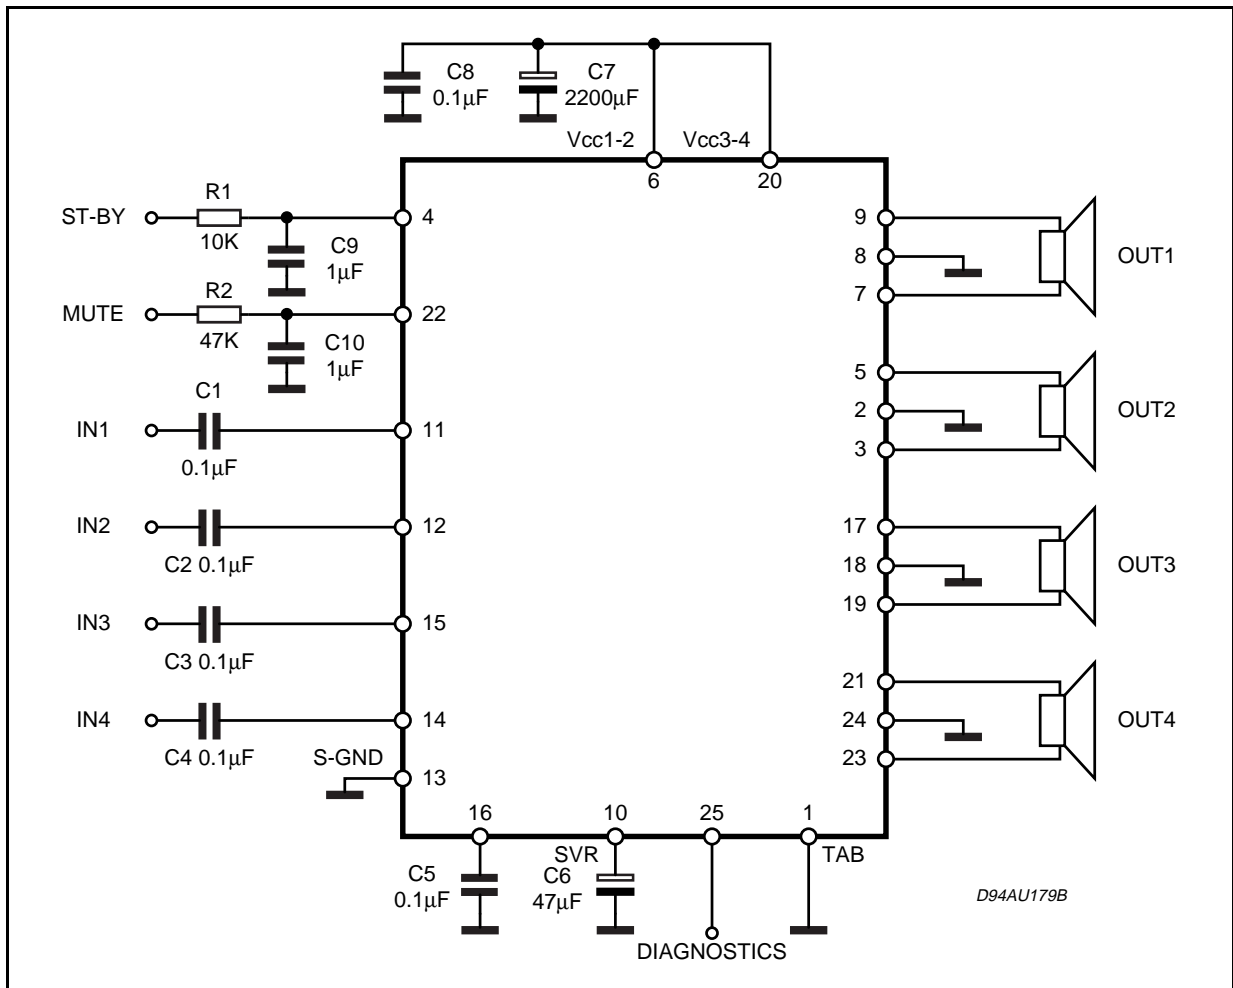 C8
0.1µF
C7
2200µF
Vcc1-2
Vcc3-4
6
20
ST-BY
R1
10K
4
C9
1µF
MUTE
R2
47K
22
C10
1µF
IN1
C1
0.1µF
11
IN2
C2 0.1µF
12
IN3
C3 0.1µF
15
IN4
C4 0.1µF
14
S-GND
13
9
8
7
OUT1
5
2
3
OUT2
17
18
19
OUT3
21
24
23
OUT4
16
10
25
1
SVR
TAB
C5
0.1µF
C6
47µF
DIAGNOSTICS
D94AU179B